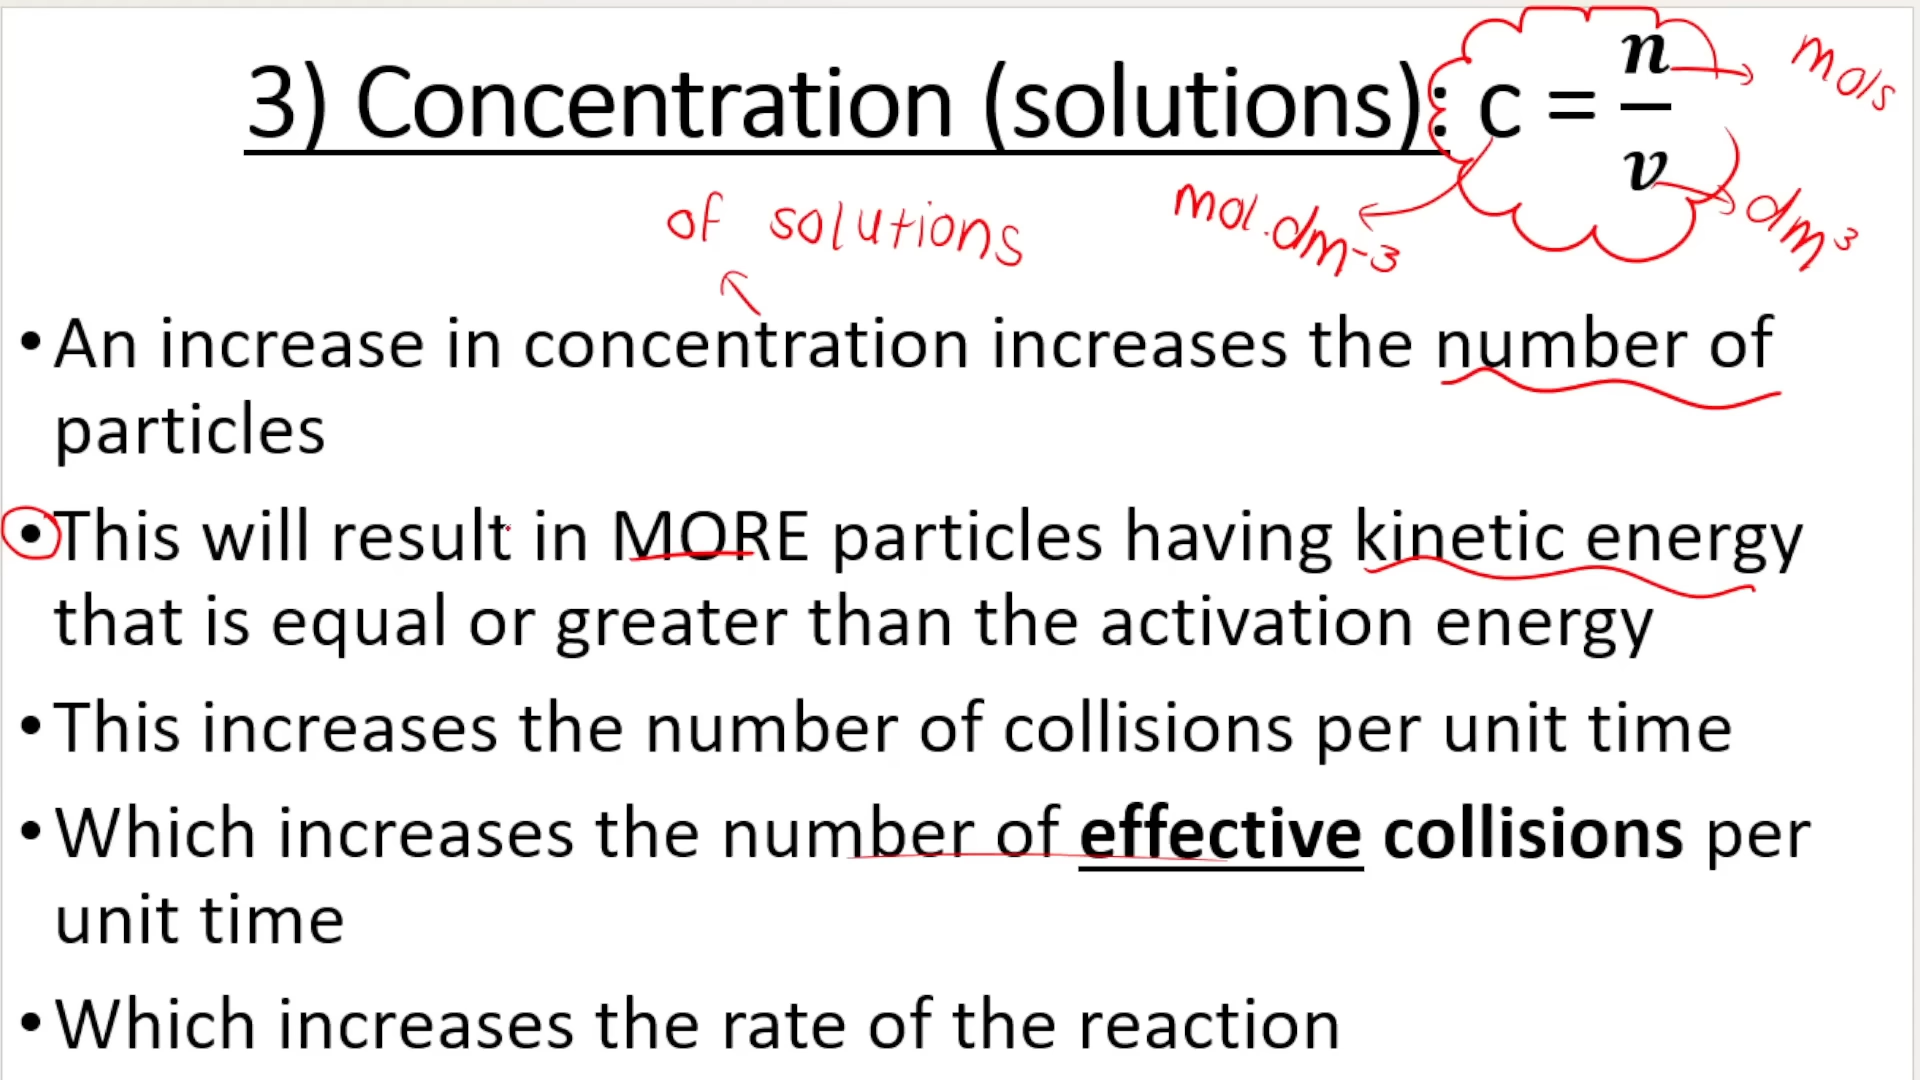 3) Concentration (solutions): c = n/v
mols
of solutions
mol.dm-3
dm³
• An increase in concentration increases the number of
particles
• This will result in MORE particles having kinetic energy
that is equal or greater than the activation energy
• This increases the number of collisions per unit time
• Which increases the number of effective collisions per
unit time
• Which increases the rate of the reaction